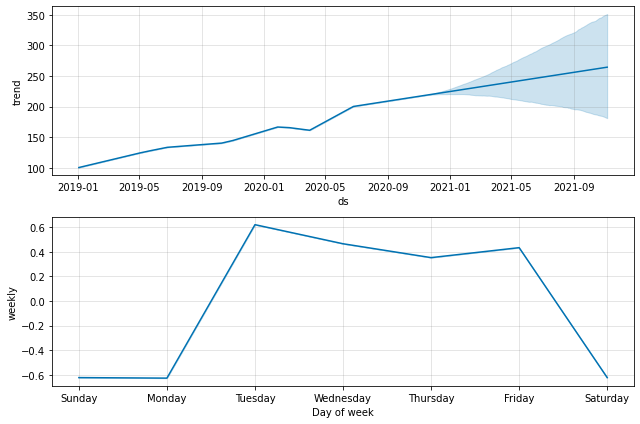 350
300
250
200
150
100
trend
2019-01 2019-05 2019-09 2020-01 2020-05 2020-09 2021-01 2021-05 2021-09
ds
0.6
0.4
0.2
0.0
−0.2
−0.4
−0.6
weekly
Sunday Monday Tuesday Wednesday Thursday Friday Saturday
Day of week